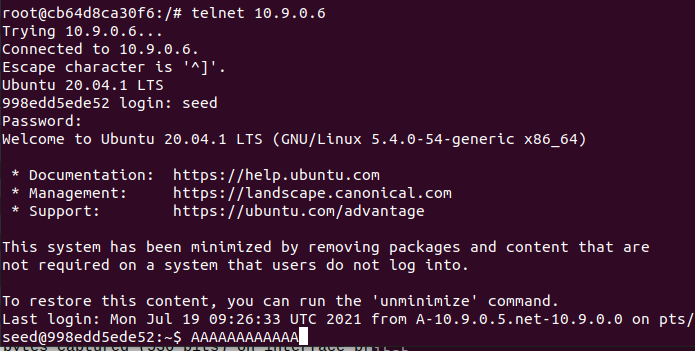 root@cb64d8ca30f6:/# telnet 10.9.0.6
Trying 10.9.0.6...
Connected to 10.9.0.6.
Escape character is '^]'.
Ubuntu 20.04.1 LTS
998edd5ede52 login: seed
Password:
Welcome to Ubuntu 20.04.1 LTS (GNU/Linux 5.4.0-54-generic x86_64)
* Documentation: https://help.ubuntu.com
* Management: https://landscape.canonical.com
* Support: https://ubuntu.com/advantage
This system has been minimized by removing packages and content that are
not required on a system that users do not log into.
To restore this content, you can run the 'unminimize' command.
Last login: Mon Jul 19 09:26:33 UTC 2021 from A-10.9.0.5.net-10.9.0.0 on pts/
seed@998edd5ede52:~$ AAAAAAAAAAAA